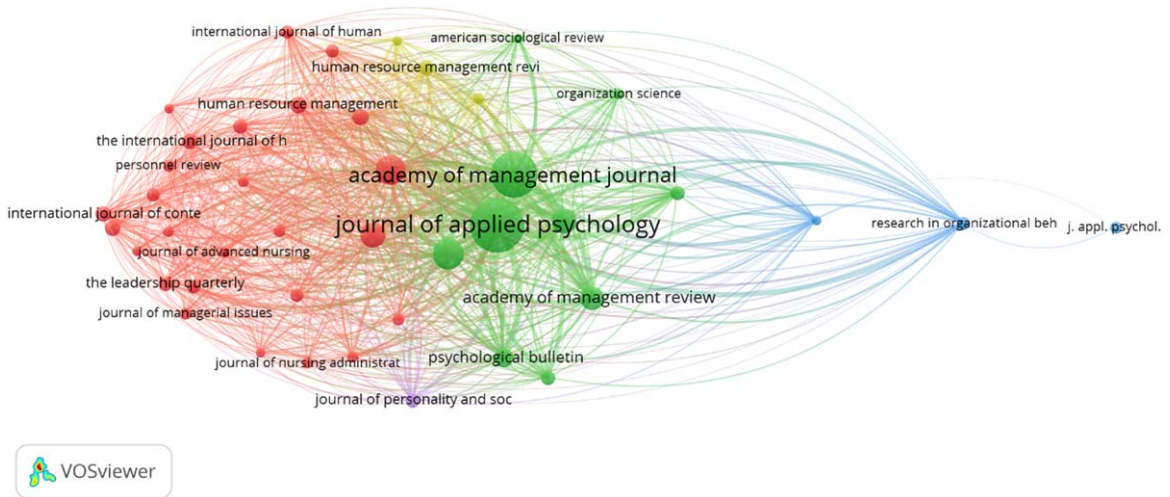 international journal of human
american sociological review
human resource management revi
organization science
human resource management
the international journal of h
personnel review
academy of management journal
international journal of conte
journal of applied psychology
research in organizational beh
j. appl. psychol.
journal of advanced nursing
the leadership quarterly
academy of management review
journal of managerial issues
psychological bulletin
journal of nursing administrat
journal of personality and soc
VOSviewer